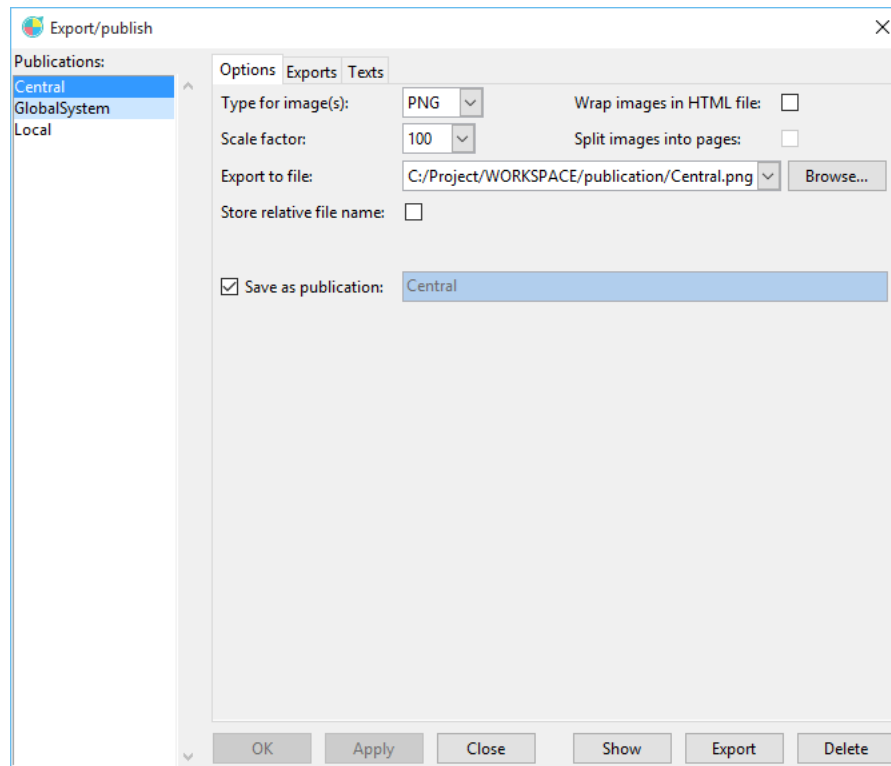 Export/publish
Publications:
Central
GlobalSystem
Local
Options Exports Texts
Type for image(s): PNG Wrap images in HTML file:
Scale factor: 100 Split images into pages:
Export to file: C:/Project/WORKSPACE/publication/Central.png Browse...
Store relative file name:
Save as publication: Central
OK Apply Close Show Export Delete